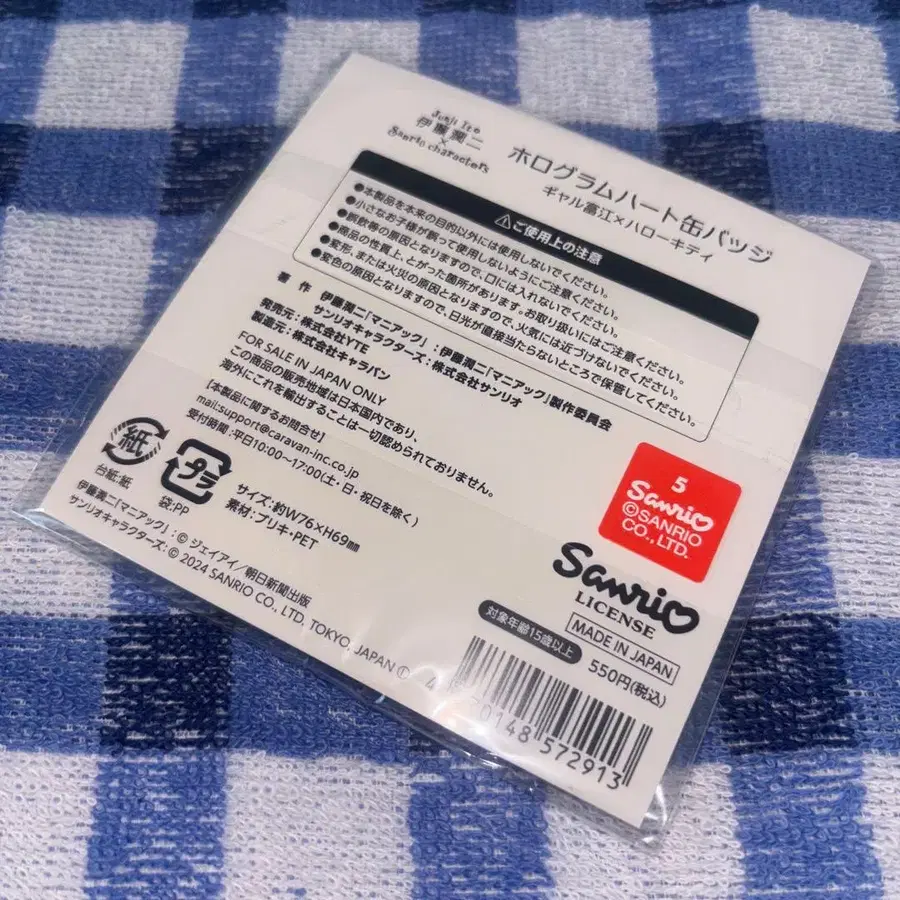 Junji Ito
伊藤潤二
×
Sanrio characters
ホログラムハート缶バッジ
ギャル富江×ハローキティ
⚠ご使用上の注意
●本製品を本来の目的以外には使用しないでください。
●小さなお子様が誤って使用しないようにご注意ください。
●誤飲等の原因となりますので、口には入れないでください。
●商品の性質上、とがった箇所があります。お取り扱いにはご注意ください。
●変形、または火災の原因となりますので、火気には近づけないでください。
●変色の原因となりますので、日光が直接当たらないところで保管してください。
著 作 伊藤潤二『マニアック』:伊藤潤二『マニアック』製作委員会
サンリオキャラクターズ:株式会社サンリオ
発売元:株式会社YTE
製造元:株式会社キャラバン
FOR SALE IN JAPAN ONLY
この商品の販売地域は日本国内であり、
海外にこれを輸出することは一切認められておりません。
[本製品に関するお問合せ]
mail:support@caravan-inc.co.jp
受付時間:平日10:00〜17:00(土・日・祝日を除く)
紙
台紙:紙
プラ
袋:PP
サイズ:約W76×H69mm
素材:ブリキ・PET
伊藤潤二『マニアック』:©ジェイアイ/朝日新聞出版
サンリオキャラクターズ:© 2024 SANRIO CO., LTD. TOKYO, JAPAN Ⓛ
5
Sanrio
©SANRIO
CO., LTD.
Sanrio
LICENSE
MADE IN JAPAN
対象年齢15歳以上
550円(税込)
572913